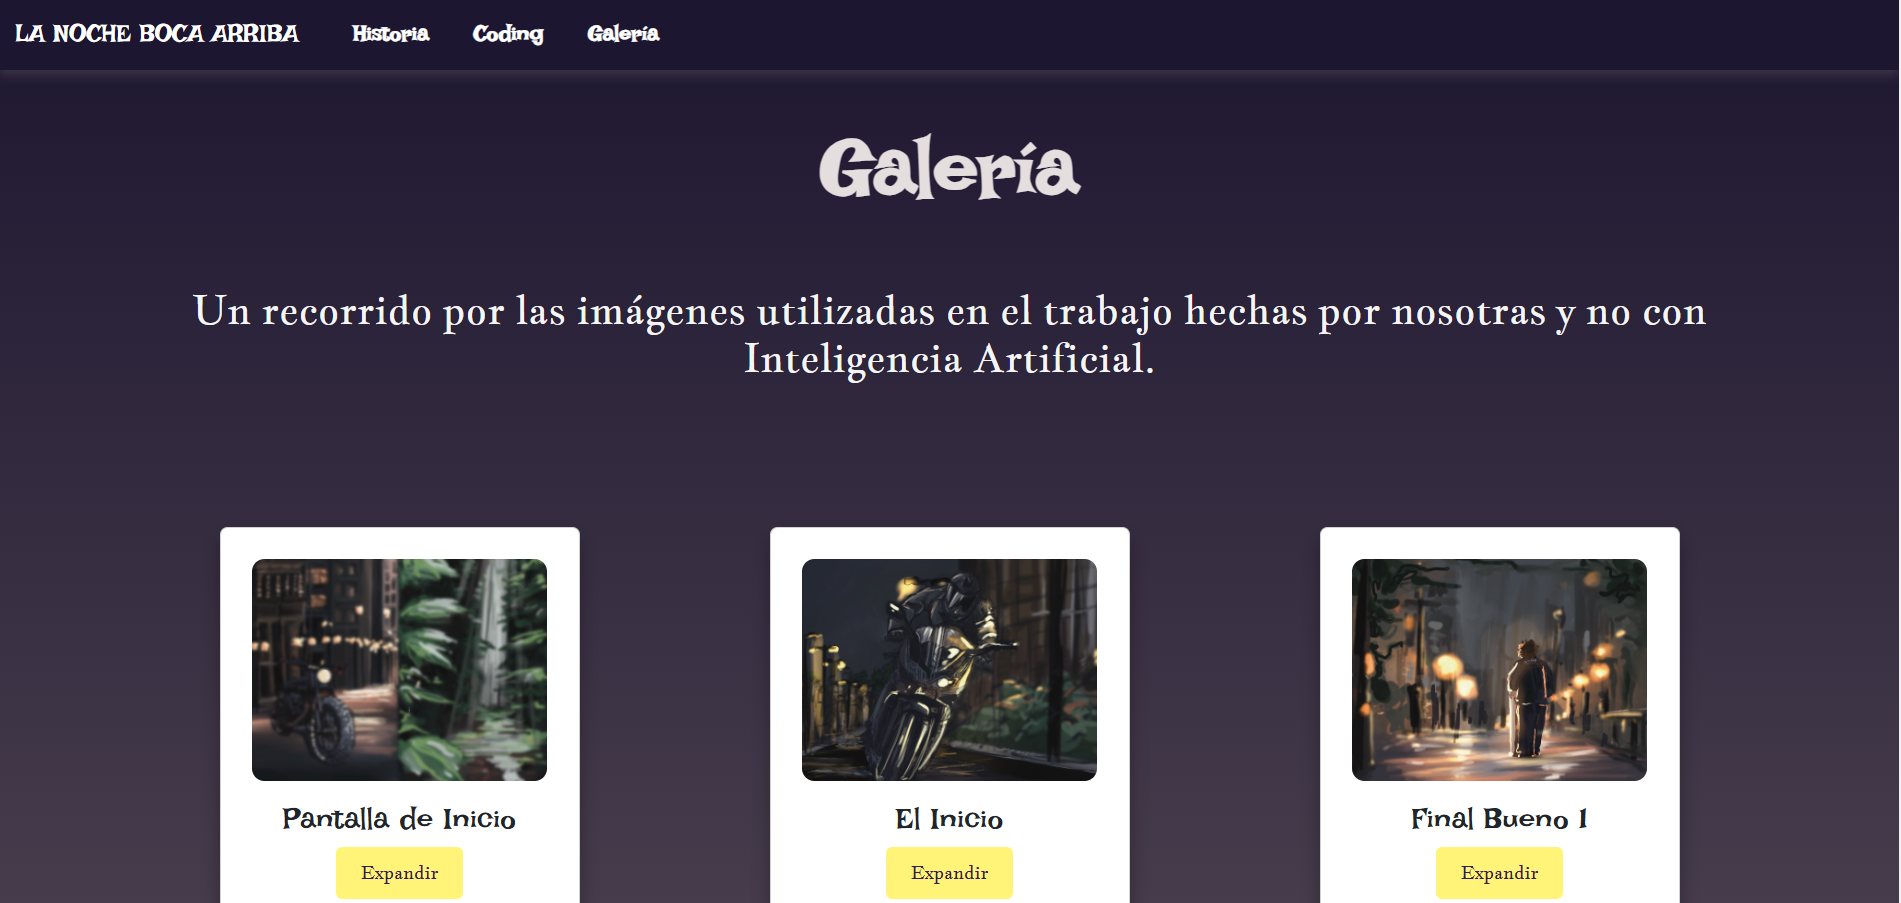 LA NOCHE BOCA ARRIBA Historia Coding Galería
Galería
Un recorrido por las imágenes utilizadas en el trabajo hechas por nosotras y no con
Inteligencia Artificial.
Pantalla de Inicio
Expandir
El Inicio
Expandir
Final Bueno 1
Expandir